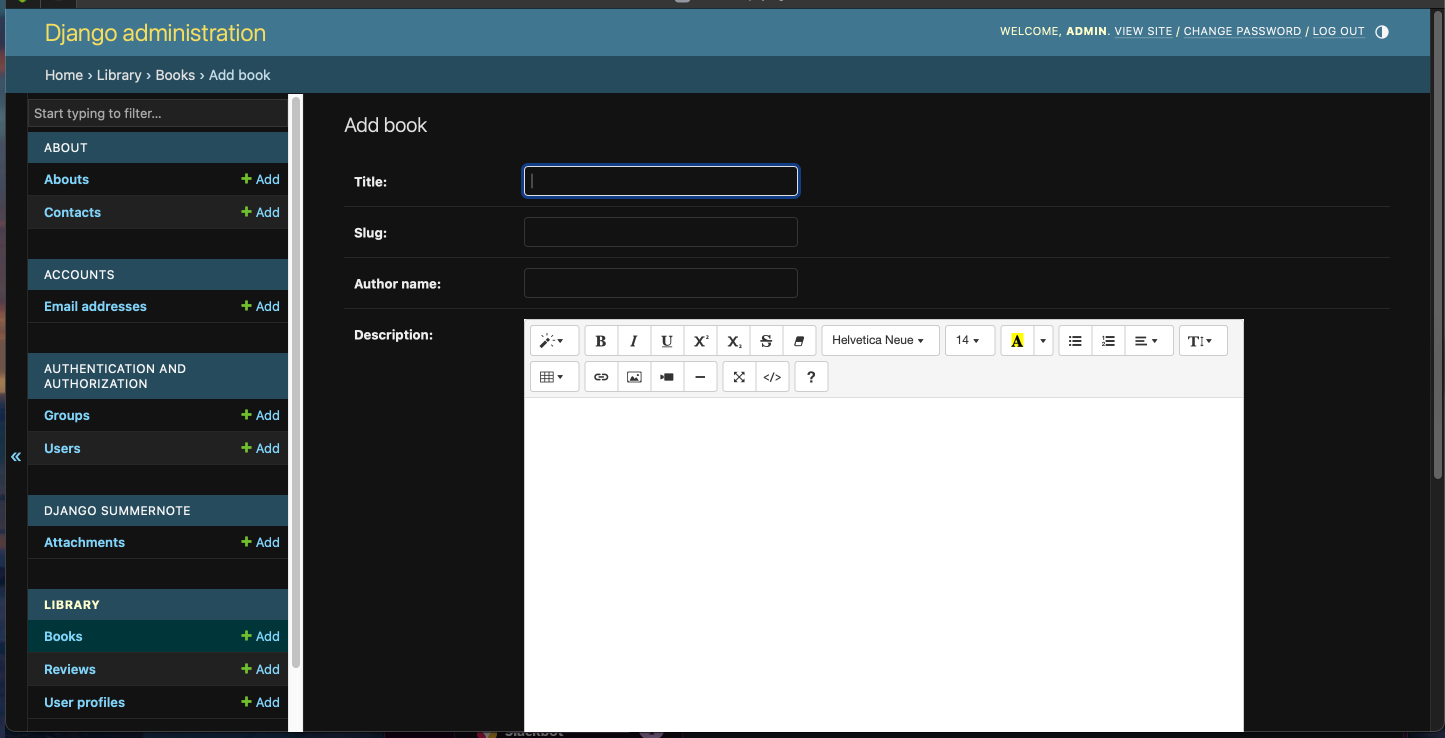 Django administration
WELCOME, ADMIN. VIEW SITE / CHANGE PASSWORD / LOG OUT
Home › Library › Books › Add book
Start typing to filter...
ABOUT
Abouts + Add
Contacts + Add
ACCOUNTS
Email addresses + Add
AUTHENTICATION AND
AUTHORIZATION
Groups + Add
Users + Add
«
DJANGO SUMMERNOTE
Attachments + Add
LIBRARY
Books + Add
Reviews + Add
User profiles + Add
Add book
Title:
Slug:
Author name:
Description:
B I U X² X₂ S Helvetica Neue 14 A T
</> ?
Slackbot